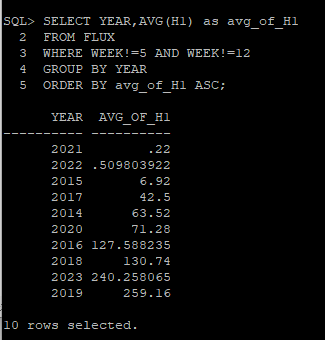 SQL> SELECT YEAR,AVG(H1) as avg_of_H1
2 FROM FLUX
3 WHERE WEEK!=5 AND WEEK!=12
4 GROUP BY YEAR
5 ORDER BY avg_of_H1 ASC;
YEAR AVG_OF_H1
---------- ----------
2021 .22
2022 .509803922
2015 6.92
2017 42.5
2014 63.52
2020 71.28
2016 127.588235
2018 130.74
2023 240.258065
2019 259.16
10 rows selected.